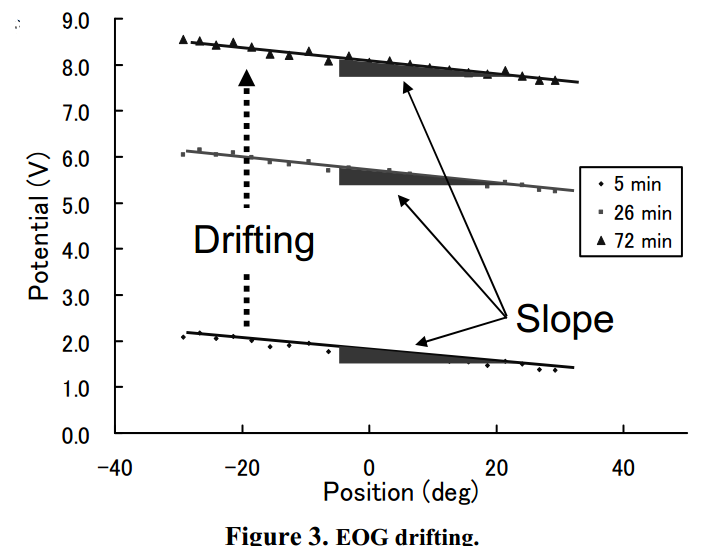 9.0
8.0
7.0
6.0
5.0
4.0
3.0
2.0
1.0
0.0
Potential (V)
Drifting
Slope
5 min
26 min
72 min
-40
-20
0
20
40
Position (deg)
Figure 3. EOG drifting.